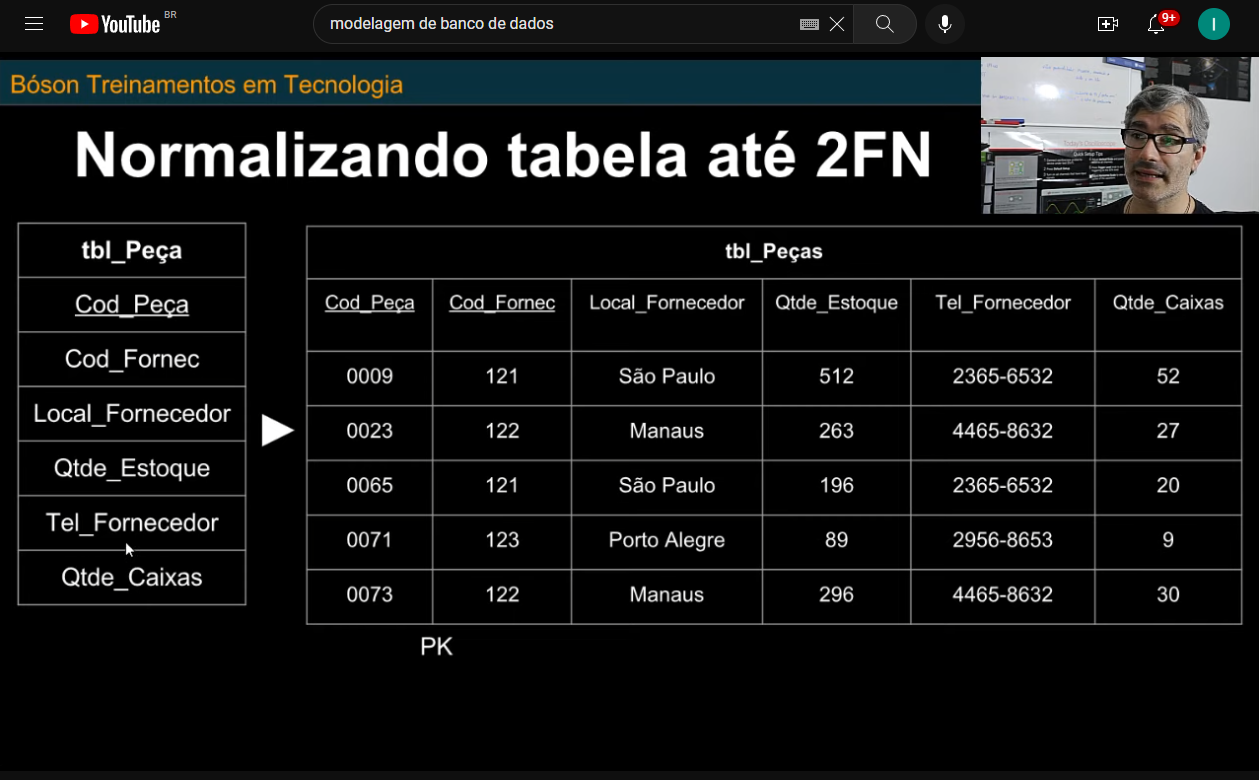 YouTube BR
modelagem de banco de dados
9+
I
Bóson Treinamentos em Tecnologia
Normalizando tabela até 2FN
tbl_Peça
Cod_Peça
Cod_Fornec
Local_Fornecedor
Qtde_Estoque
Tel_Fornecedor
Qtde_Caixas
tbl_Peças
Cod_Peça Cod_Fornec Local_Fornecedor Qtde_Estoque Tel_Fornecedor Qtde_Caixas
0009 121 São Paulo 512 2365-6532 52
0023 122 Manaus 263 4465-8632 27
0065 121 São Paulo 196 2365-6532 20
0071 123 Porto Alegre 89 2956-8653 9
0073 122 Manaus 296 4465-8632 30
PK